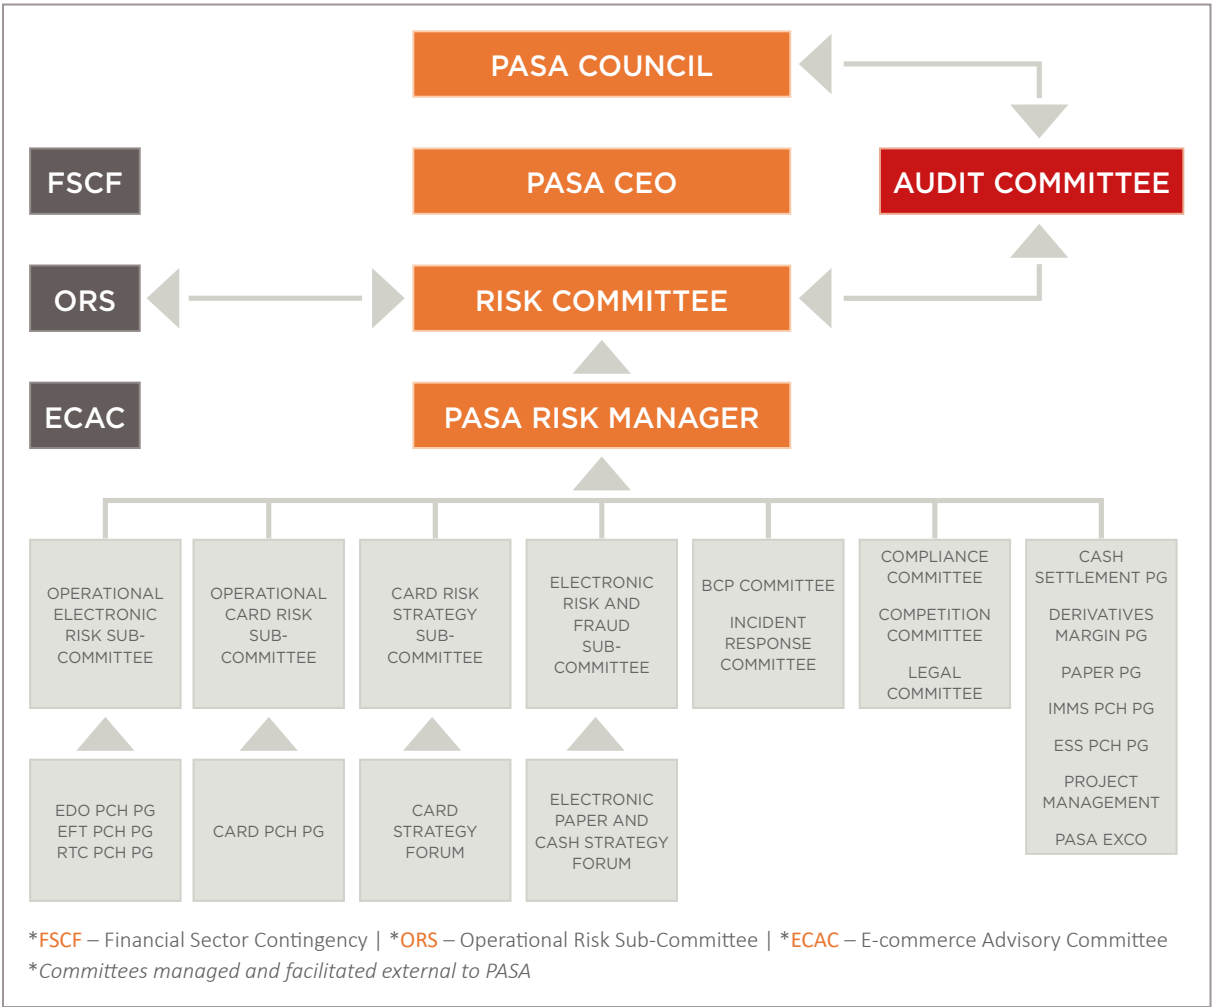 PASA COUNCIL
FSCF
PASA CEO
AUDIT COMMITTEE
ORS
RISK COMMITTEE
ECAC
PASA RISK MANAGER
OPERATIONAL
ELECTRONIC
RISK SUB-
COMMITTEE
OPERATIONAL
CARD RISK
SUB-
COMMITTEE
CARD RISK
STRATEGY
SUB-
COMMITTEE
ELECTRONIC
RISK AND
FRAUD
SUB-
COMMITTEE
BCP COMMITTEE
INCIDENT
RESPONSE
COMMITTEE
COMPLIANCE
COMMITTEE
COMPETITION
COMMITTEE
LEGAL
COMMITTEE
CASH
SETTLEMENT PG
DERIVATIVES
MARGIN PG
PAPER PG
IMMS PCH PG
ESS PCH PG
PROJECT
MANAGEMENT
PASA EXCO
EDO PCH PG
EFT PCH PG
RTC PCH PG
CARD PCH PG
CARD
STRATEGY
FORUM
ELECTRONIC
PAPER AND
CASH STRATEGY
FORUM
*FSCF – Financial Sector Contingency | *ORS – Operational Risk Sub-Committee | *ECAC – E-commerce Advisory Committee
*Committees managed and facilitated external to PASA